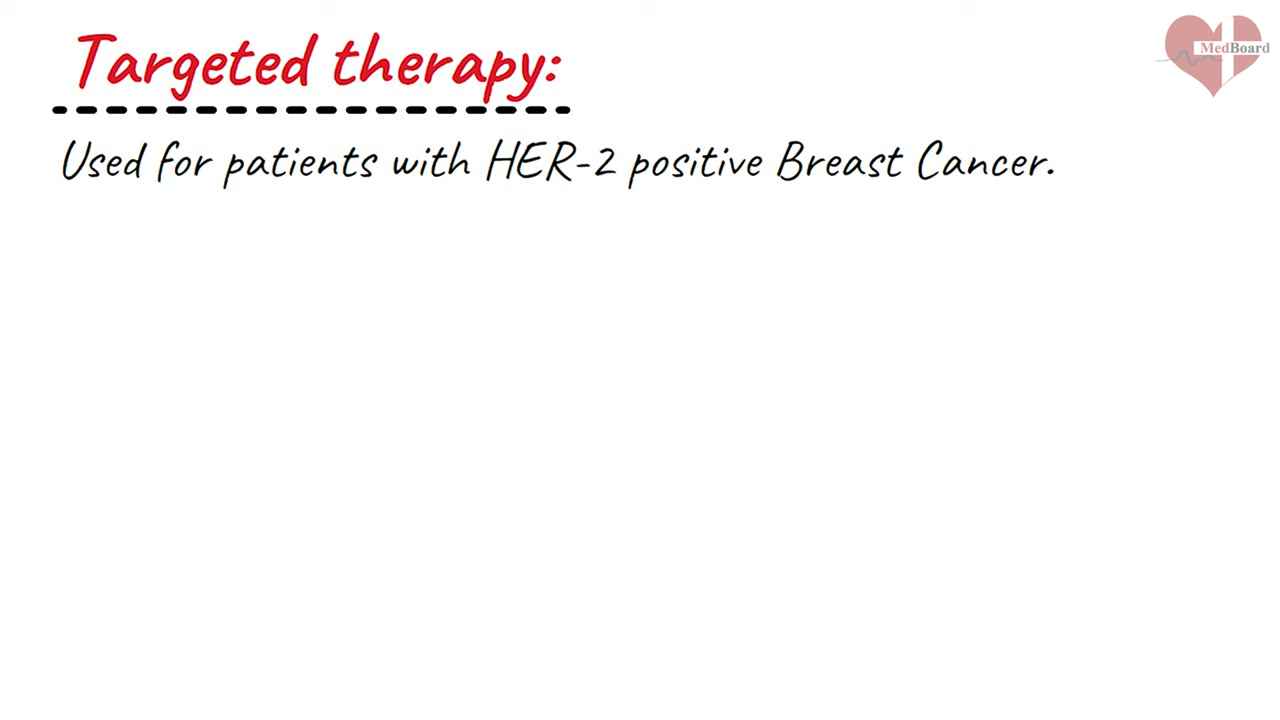 Targeted therapy:
MedBoard
Used for patients with HER-2 positive Breast Cancer.